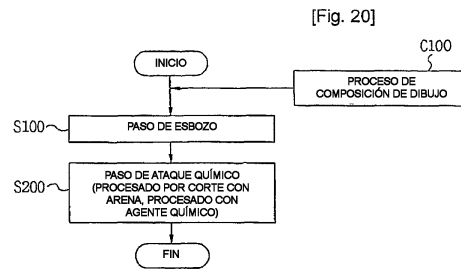 [Fig. 20]
C100
INICIO
PROCESO DE
COMPOSICIÓN DE DIBUJO
S100
PASO DE ESBOZO
S200
PASO DE ATAQUE QUÍMICO
(PROCESADO POR CORTE CON
ARENA, PROCESADO CON
AGENTE QUÍMICO)
FIN